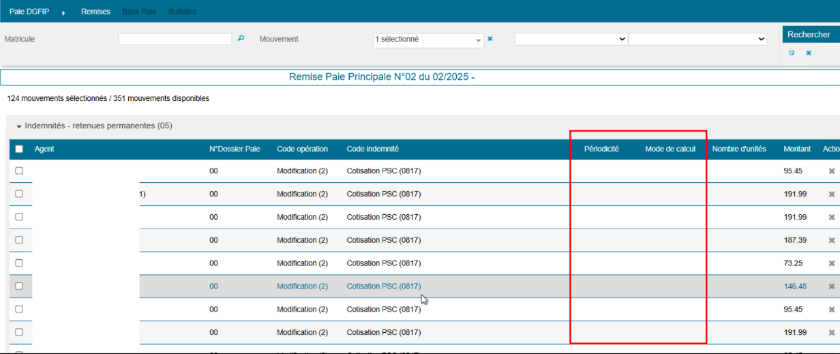 Paie DGFIP Remises Base Paie Bulletins
Matricule Mouvement 1 sélectionné Rechercher
Remise Paie Principale N°02 du 02/2025 -
124 mouvements sélectionnés / 351 mouvements disponibles
Indemnités - retenues permanentes (05)
Agent N°Dossier Paie Code opération Code Indemnité Périodicité Mode de calcul Nombre d'unités Montant Actio
00 Modification (2) Cotisation PSC (0817) 95.45
1) 00 Modification (2) Cotisation PSC (0817) 191.99
00 Modification (2) Cotisation PSC (0817) 191.99
00 Modification (2) Cotisation PSC (0817) 187.39
00 Modification (2) Cotisation PSC (0817) 73.25
00 Modification (2) Cotisation PSC (0817) 146.48
00 Modification (2) Cotisation PSC (0817) 95.45
00 Modification (2) Cotisation PSC (0817) 191.99